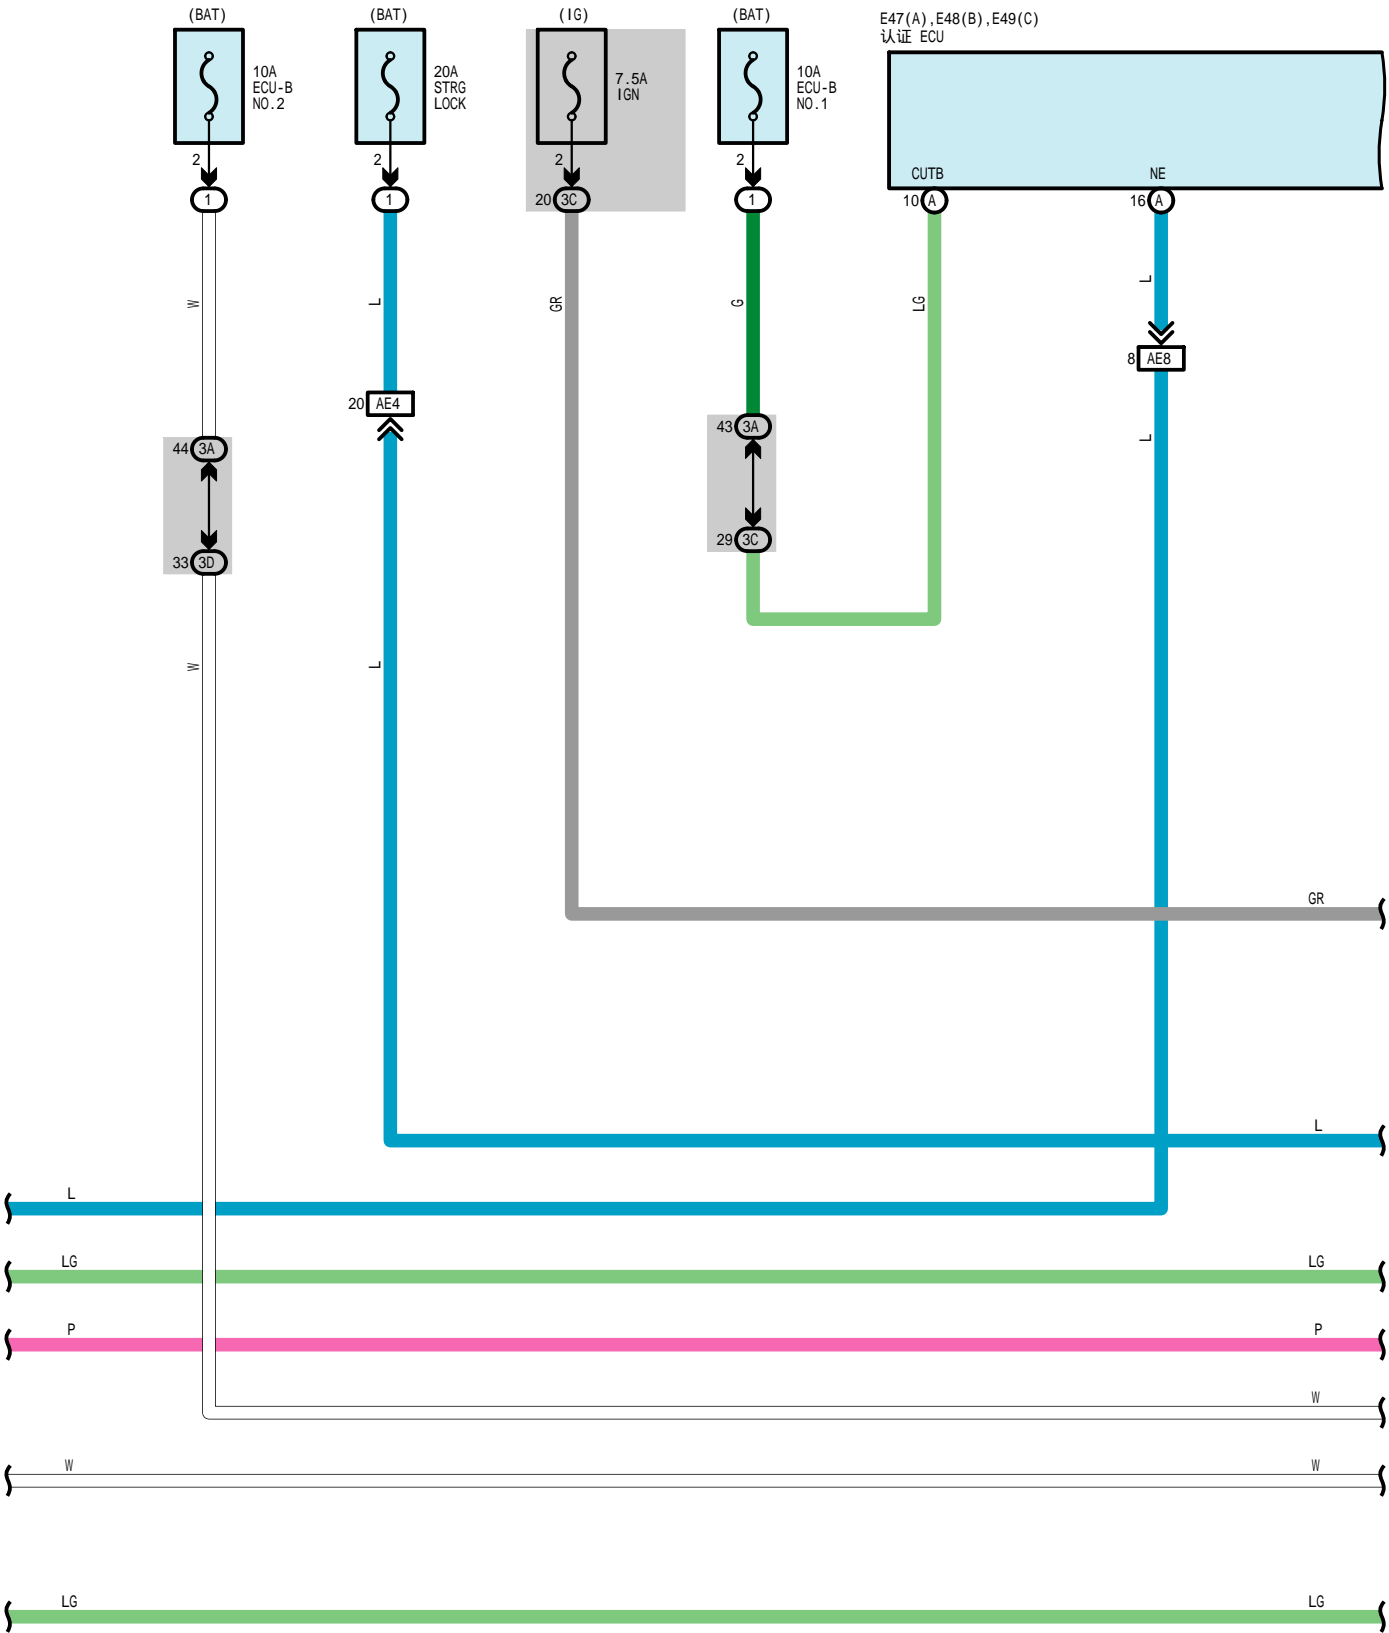 (BAT)
(BAT)
(IG)
(BAT)
E47(A),E48(B),E49(C)
认证 ECU
10A
ECU-B
NO.2
20A
STRG
LOCK
7.5A
IGN
10A
ECU-B
NO.1
2
2
2
2
CUTB
NE
1
1
20 3C
1
10 A
16 A
W
L
GR
G
LG
L
8 AE8
20 AE4
43 3A
L
44 3A
29 3C
33 3D
W
L
GR
L
L
LG
LG
P
P
W
W
W
LG
LG